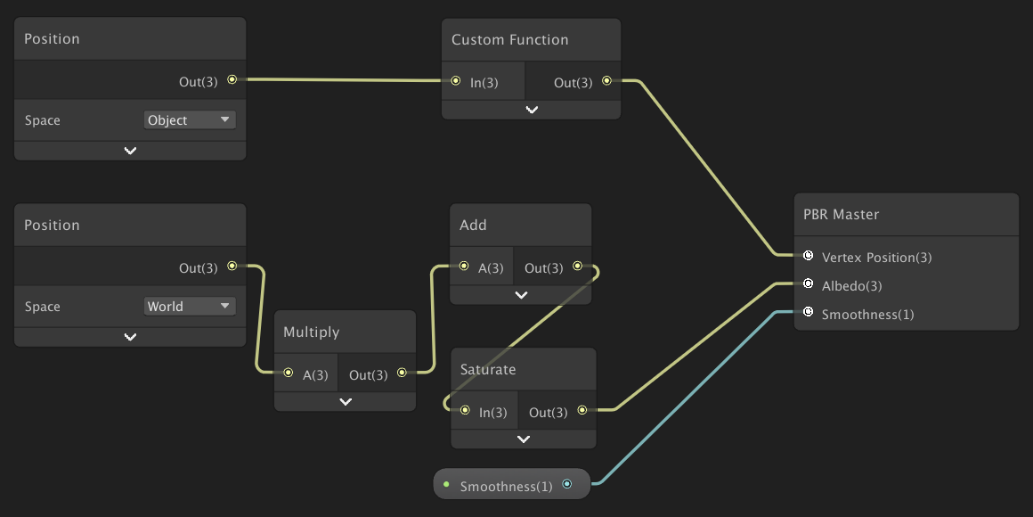 Position
Out(3)
Space Object
Custom Function
In(3) Out(3)
Position
Out(3)
Space World
Multiply
A(3) Out(3)
Add
A(3) Out(3)
Saturate
In(3) Out(3)
Smoothness(1)
PBR Master
Vertex Position(3)
Albedo(3)
Smoothness(1)